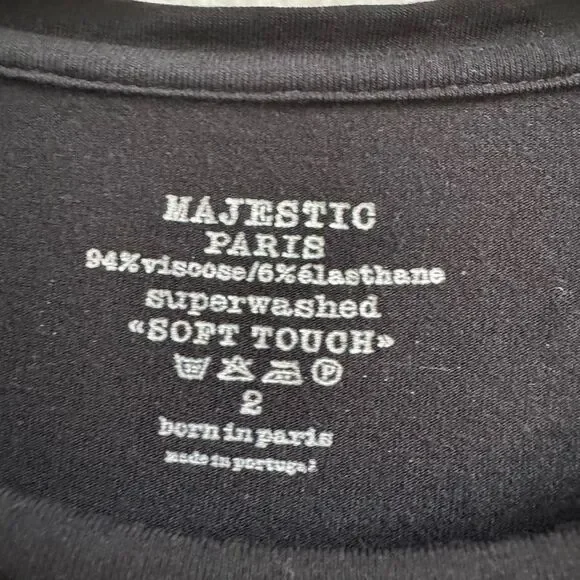 MAJESTIC
PARIS
94%viscose/6%élasthane
superwashed
«SOFT TOUCH»
P
2
born in paris
made in portugal